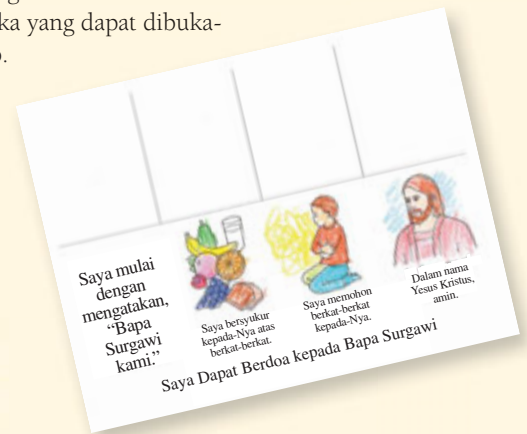 ka yang dapat dibuka-
Saya mulai
dengan
mengatakan,
“Bapa
Surgawi
kami.”
Saya bersyukur
kepada-Nya atas
berkat-berkat.
Saya memohon
berkat-berkat
kepada-Nya.
Dalam nama
Yesus Kristus,
amin.
Saya Dapat Berdoa kepada Bapa Surgawi